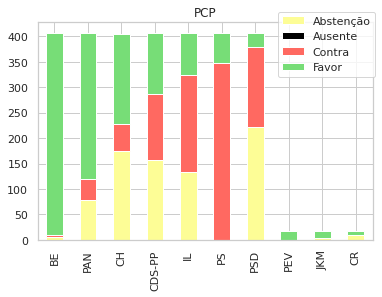 PCP
Abstenção
Ausente
Contra
Favor
400
350
300
250
200
150
100
50
0
BE
PAN
CH
CDS-PP
IL
PS
PSD
PEV
JKM
CR